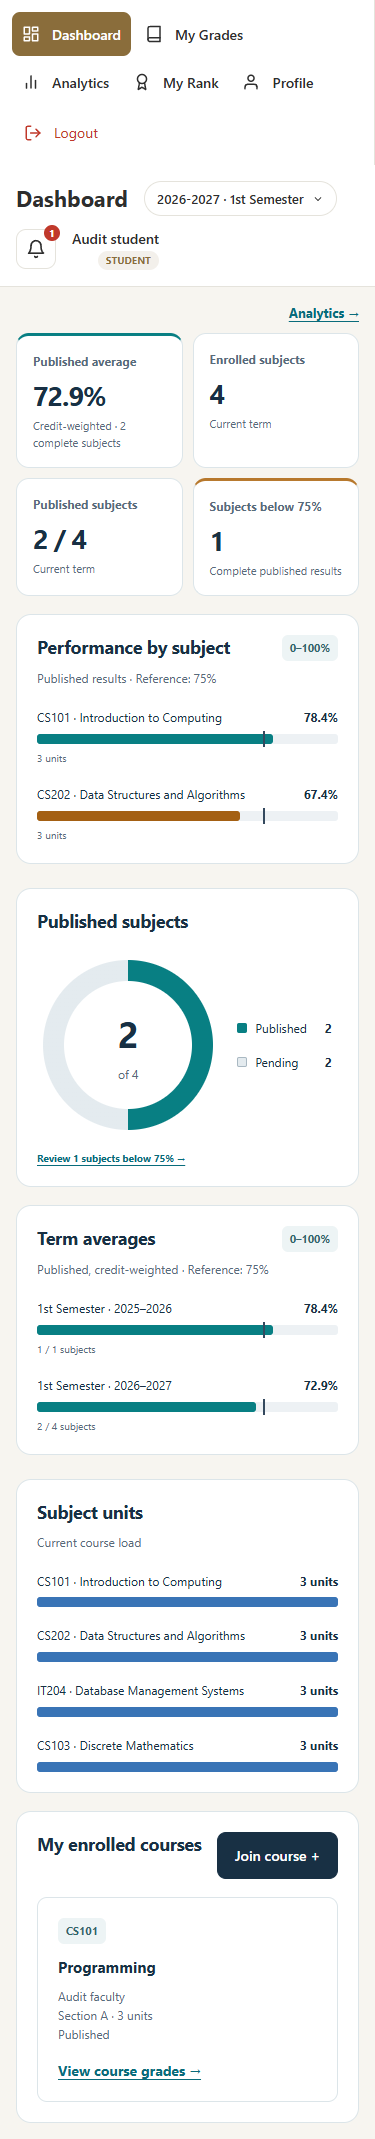 Dashboard
My Grades
Analytics
My Rank
Profile
Logout
Dashboard
2026-2027 · 1st Semester
1
Audit student
STUDENT
Analytics →
Published average
72.9%
Credit-weighted · 2
complete subjects
Enrolled subjects
4
Current term
Published subjects
2 / 4
Current term
Subjects below 75%
1
Complete published results
Performance by subject
0–100%
Published results · Reference: 75%
CS101 · Introduction to Computing 78.4%
3 units
CS202 · Data Structures and Algorithms 67.4%
3 units
Published subjects
2
of 4
Published 2
Pending 2
Review 1 subjects below 75% →
Term averages
0–100%
Published, credit-weighted · Reference: 75%
1st Semester · 2025–2026 78.4%
1 / 1 subjects
1st Semester · 2026–2027 72.9%
2 / 4 subjects
Subject units
Current course load
CS101 · Introduction to Computing 3 units
CS202 · Data Structures and Algorithms 3 units
IT204 · Database Management Systems 3 units
CS103 · Discrete Mathematics 3 units
My enrolled courses
Join course +
CS101
Programming
Audit faculty
Section A · 3 units
Published
View course grades →